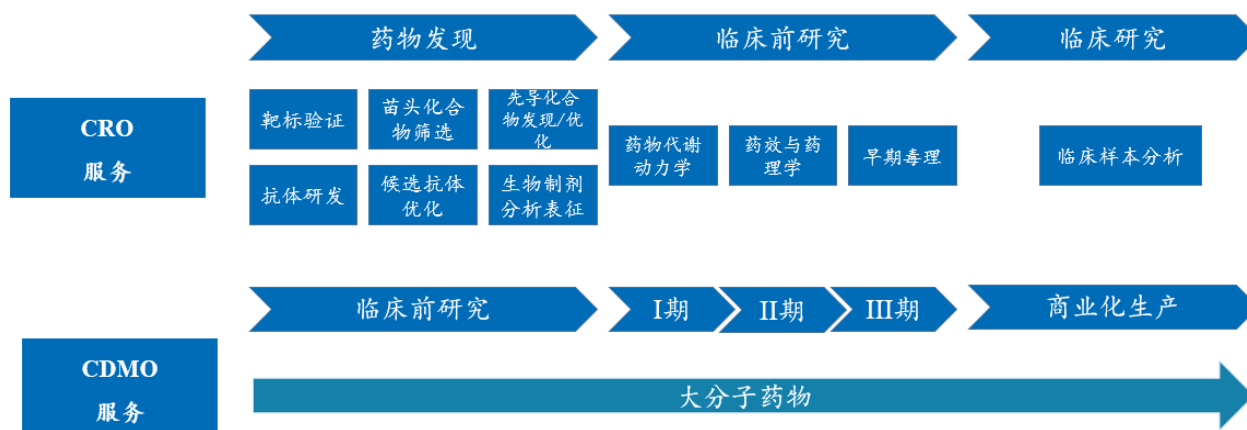 药物发现
临床前研究
临床研究
CRO
服务
靶标验证
苗头化合
物筛选
先导化合
物发现/优
化
抗体研发
候选抗体
优化
生物制剂
分析表征
药物代谢
动力学
药效与药
理学
早期毒理
临床样本分析
临床前研究
I期
II期
III期
商业化生产
CDMO
服务
大分子药物